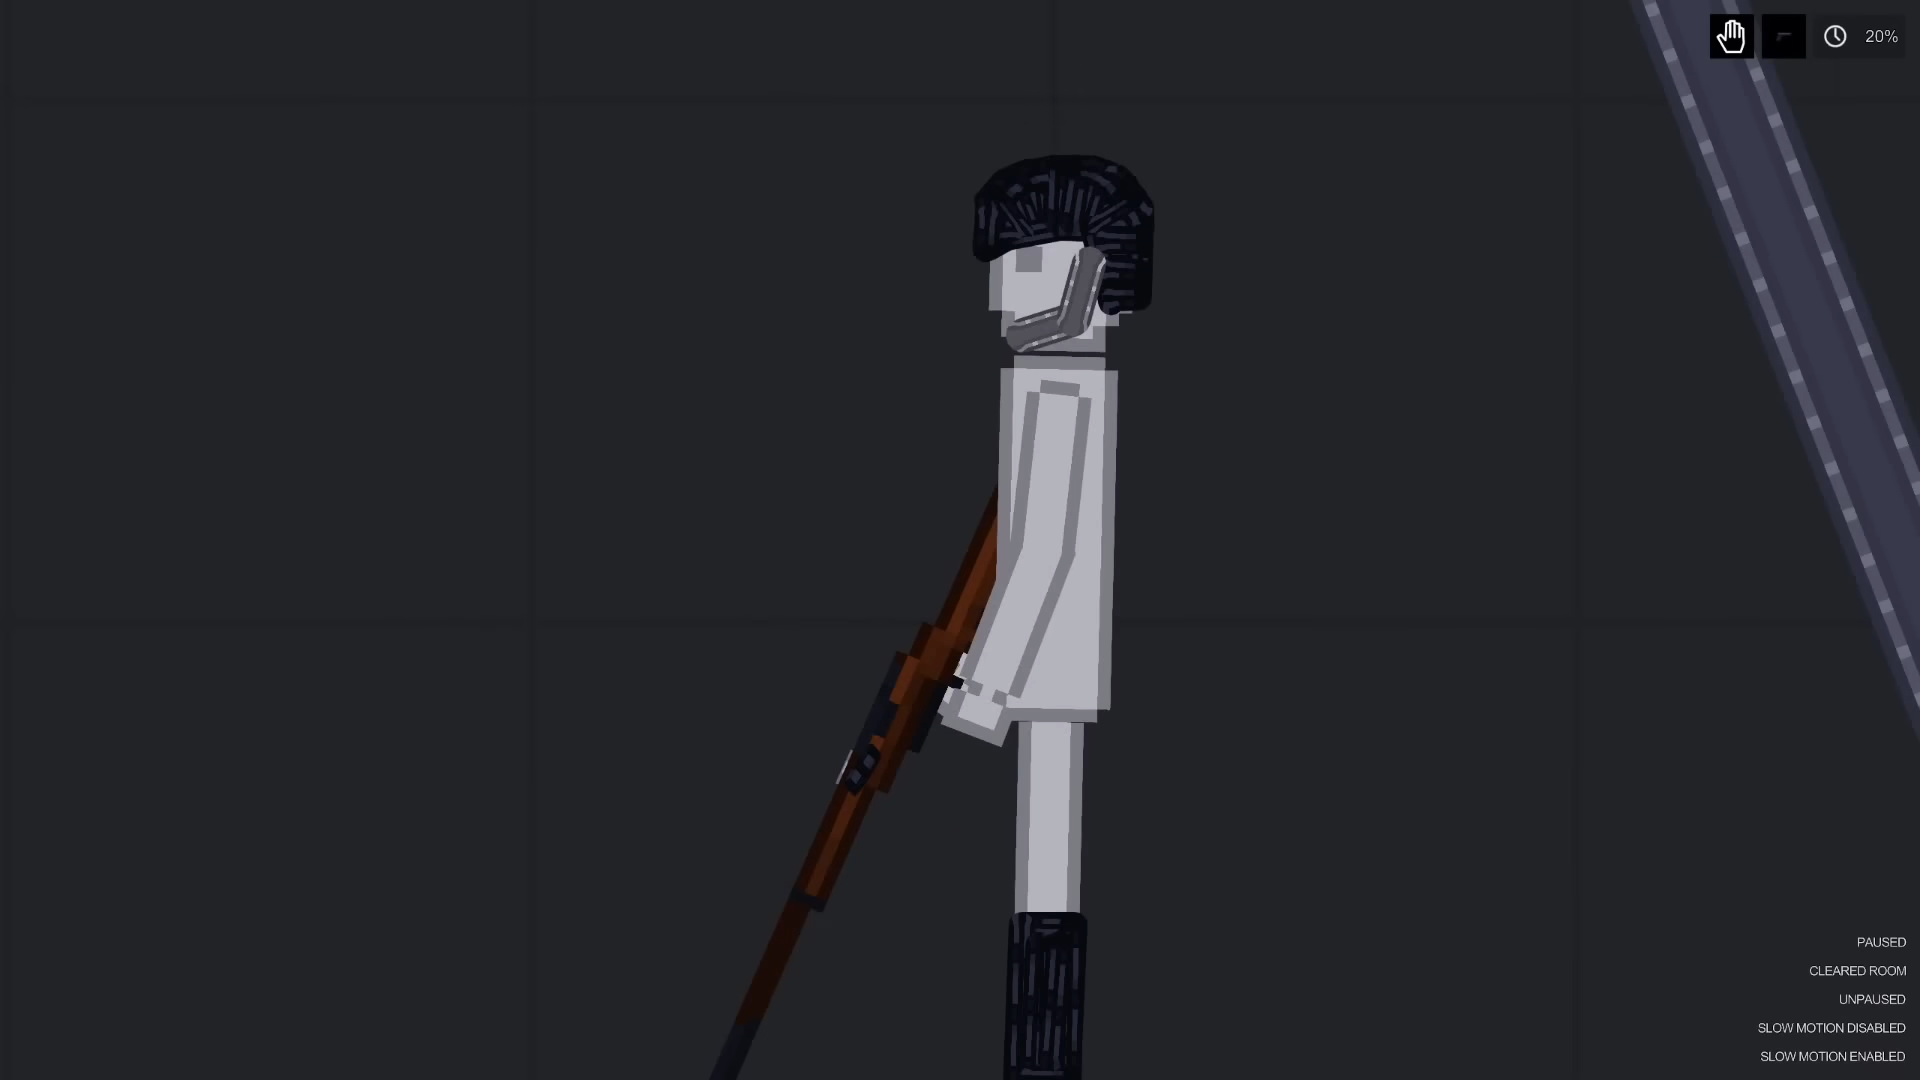 20%
PAUSED
CLEARED ROOM
UNPAUSED
SLOW MOTION DISABLED
SLOW MOTION ENABLED